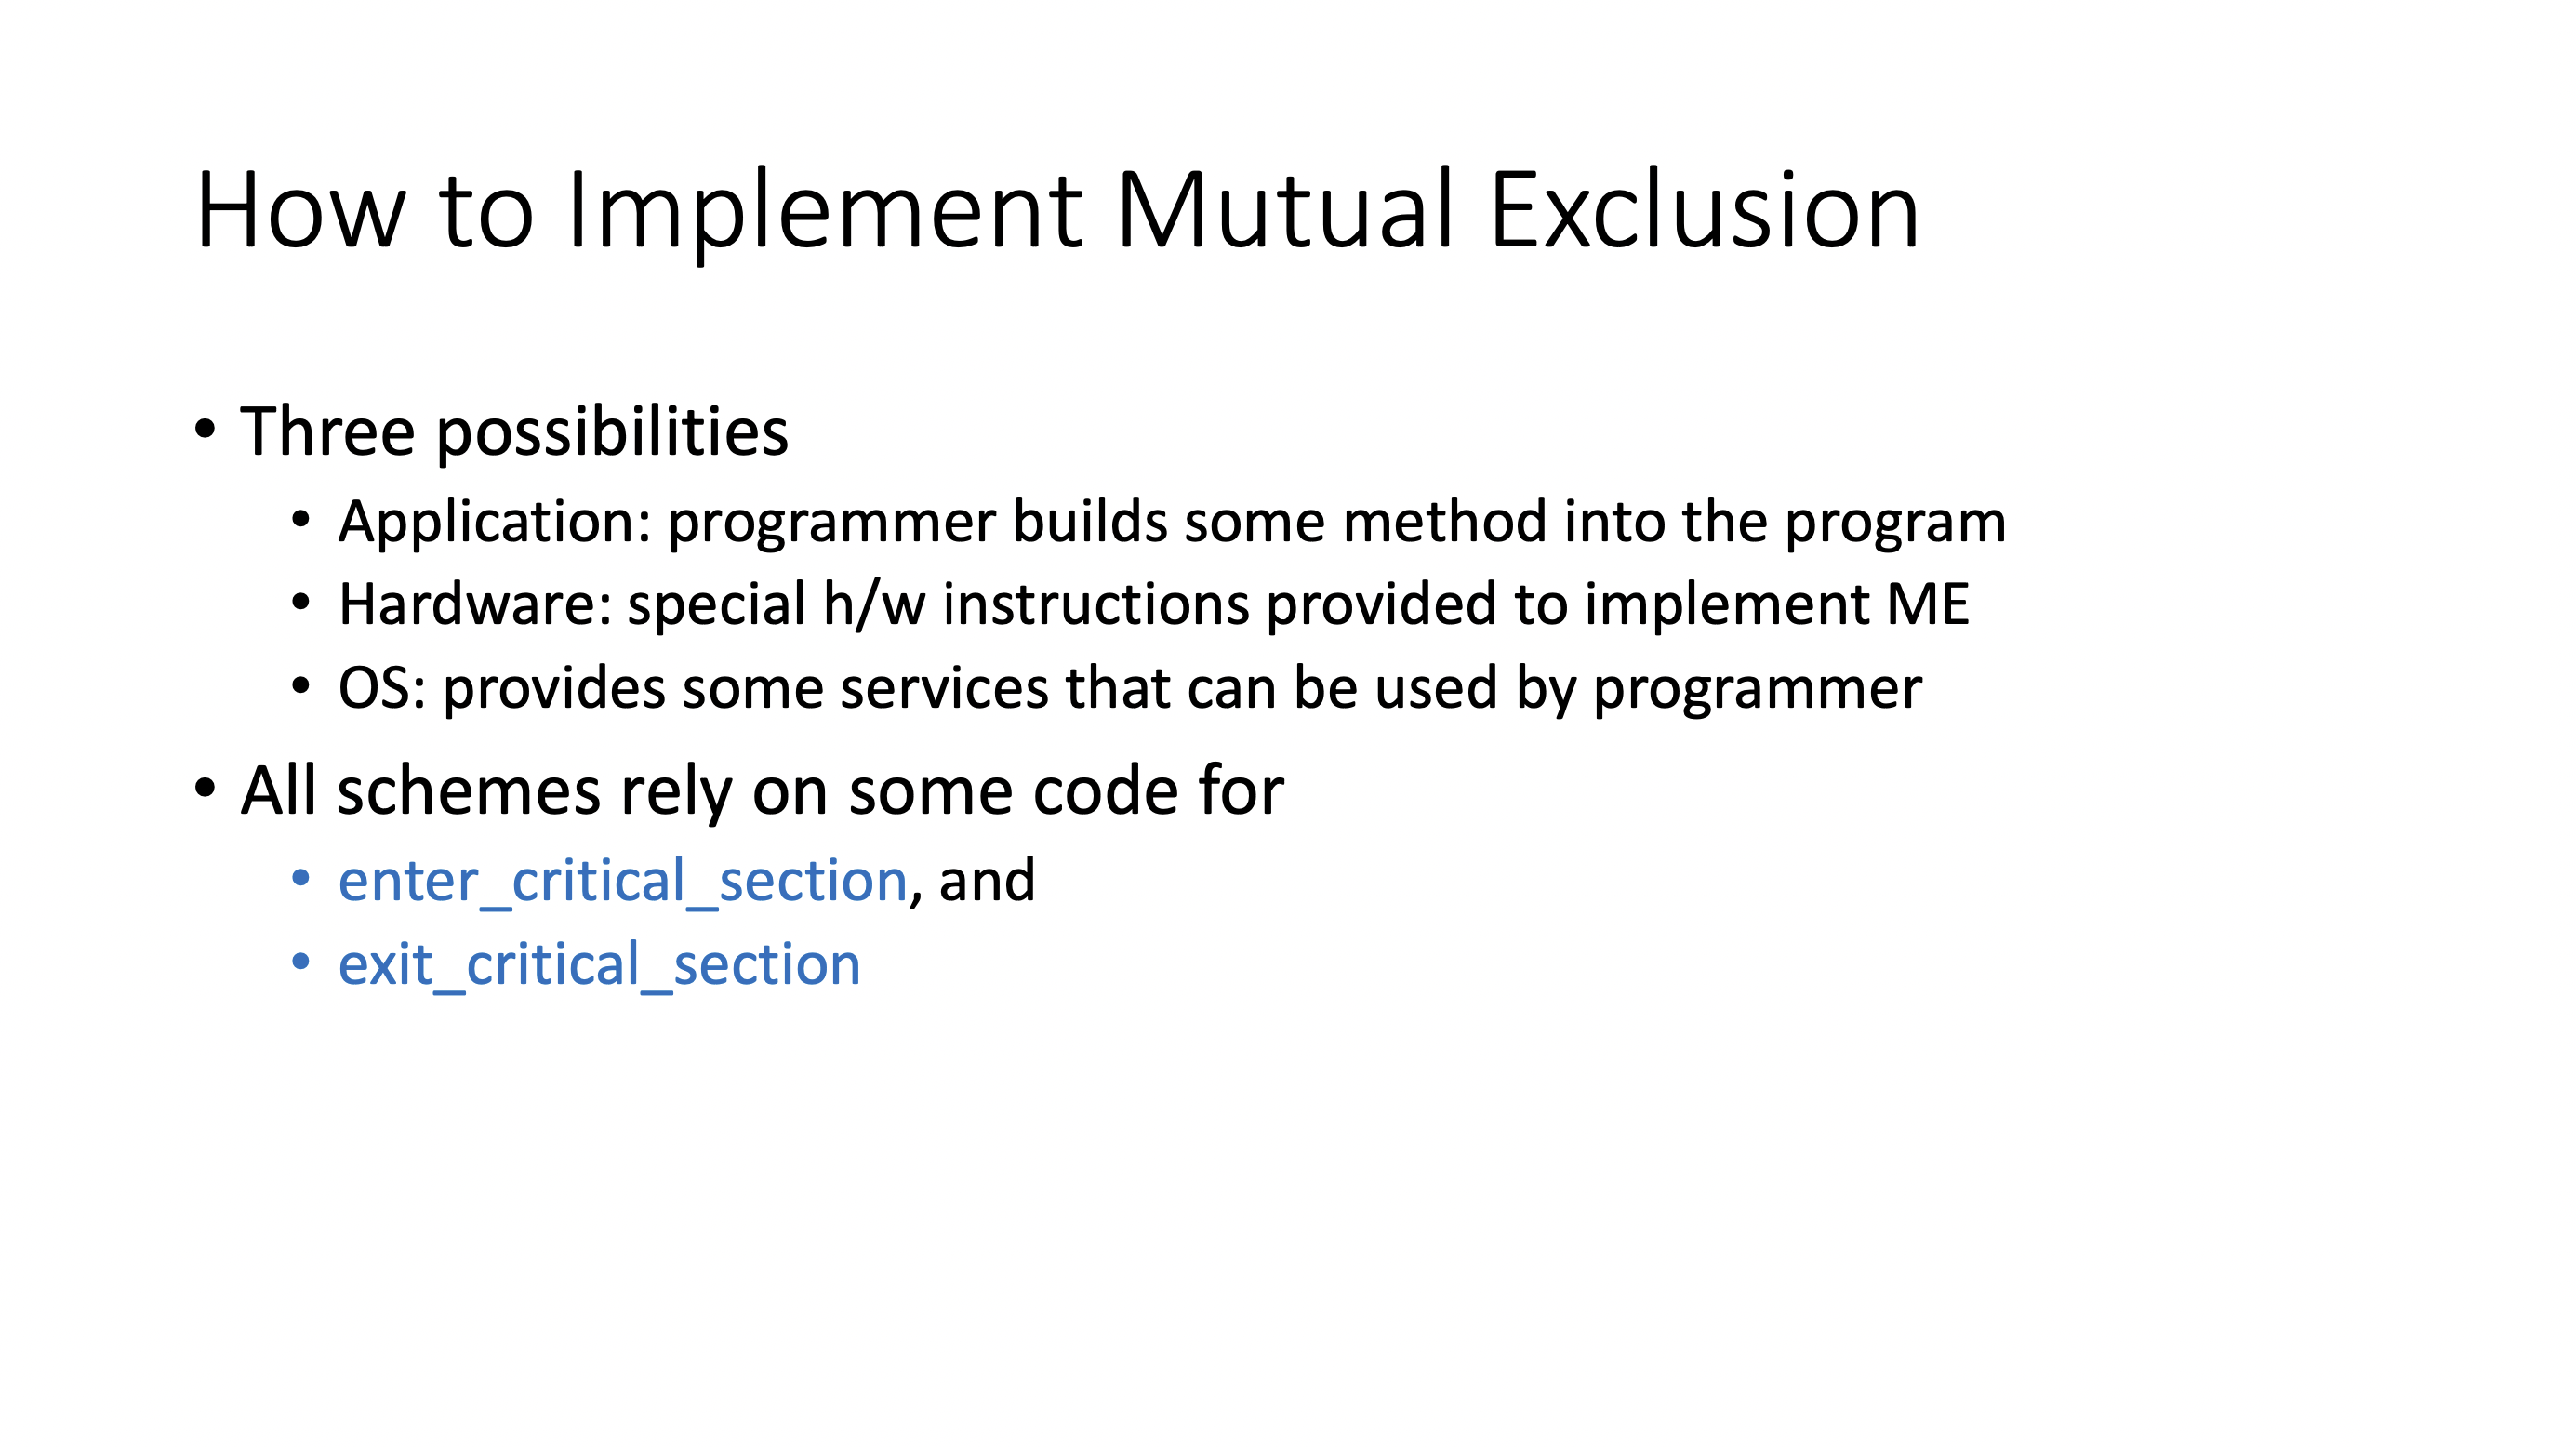 How to Implement Mutual Exclusion
• Three possibilities
• Application: programmer builds some method into the program
• Hardware: special h/w instructions provided to implement ME
• OS: provides some services that can be used by programmer
• All schemes rely on some code for
• enter_critical_section, and
• exit_critical_section